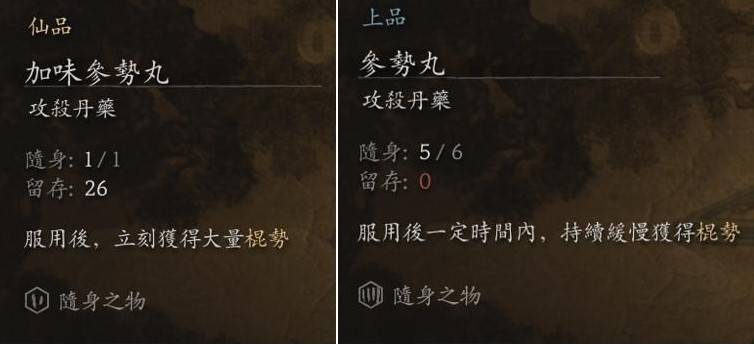 仙品
加味參勢丸
攻殺丹藥
隨身: 1/1
留存: 26
服用後，立刻獲得大量棍勢
隨身之物
上品
參勢丸
攻殺丹藥
隨身: 5/6
留存: 0
服用後一定時間內，持續緩慢獲得棍勢
隨身之物